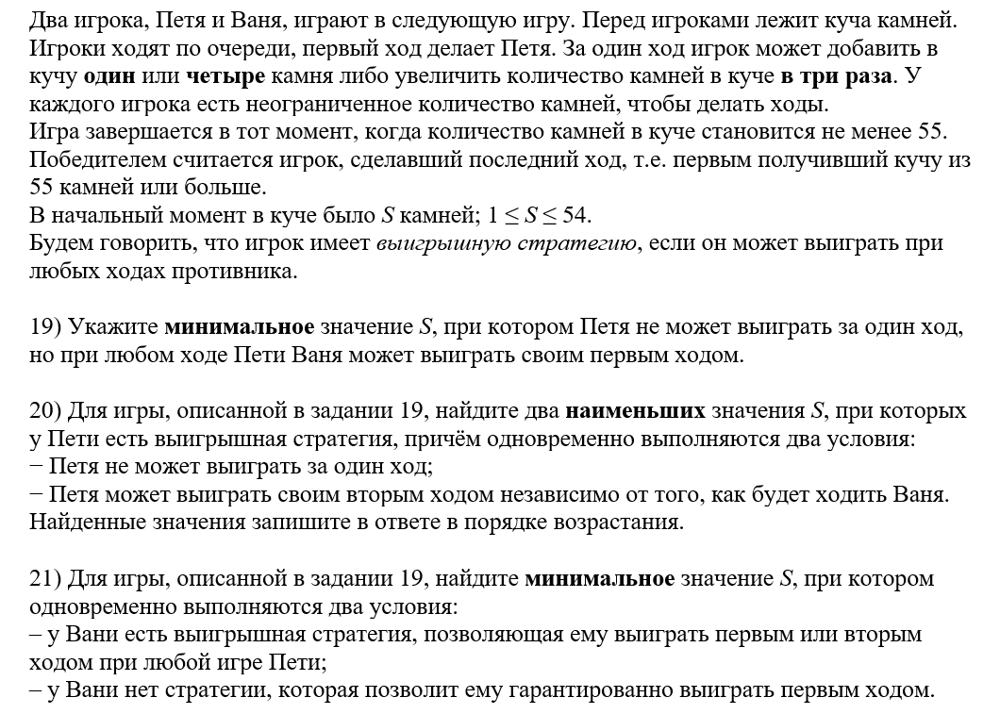 Два игрока, Петя и Ваня, играют в следующую игру. Перед игроками лежит куча камней.
Игроки ходят по очереди, первый ход делает Петя. За один ход игрок может добавить в
кучу один или четыре камня либо увеличить количество камней в куче в три раза. У
каждого игрока есть неограниченное количество камней, чтобы делать ходы.
Игра завершается в тот момент, когда количество камней в куче становится не менее 55.
Победителем считается игрок, сделавший последний ход, т.е. первым получивший кучу из
55 камней или больше.
В начальный момент в куче было S камней; 1 ≤ S ≤ 54.
Будем говорить, что игрок имеет выигрышную стратегию, если он может выиграть при
любых ходах противника.
19) Укажите минимальное значение S, при котором Петя не может выиграть за один ход,
но при любом ходе Пети Ваня может выиграть своим первым ходом.
20) Для игры, описанной в задании 19, найдите два наименьших значения S, при которых
у Пети есть выигрышная стратегия, причём одновременно выполняются два условия:
− Петя не может выиграть за один ход;
− Петя может выиграть своим вторым ходом независимо от того, как будет ходить Ваня.
Найденные значения запишите в ответе в порядке возрастания.
21) Для игры, описанной в задании 19, найдите минимальное значение S, при котором
одновременно выполняются два условия:
– у Вани есть выигрышная стратегия, позволяющая ему выиграть первым или вторым
ходом при любой игре Пети;
– у Вани нет стратегии, которая позволит ему гарантированно выиграть первым ходом.